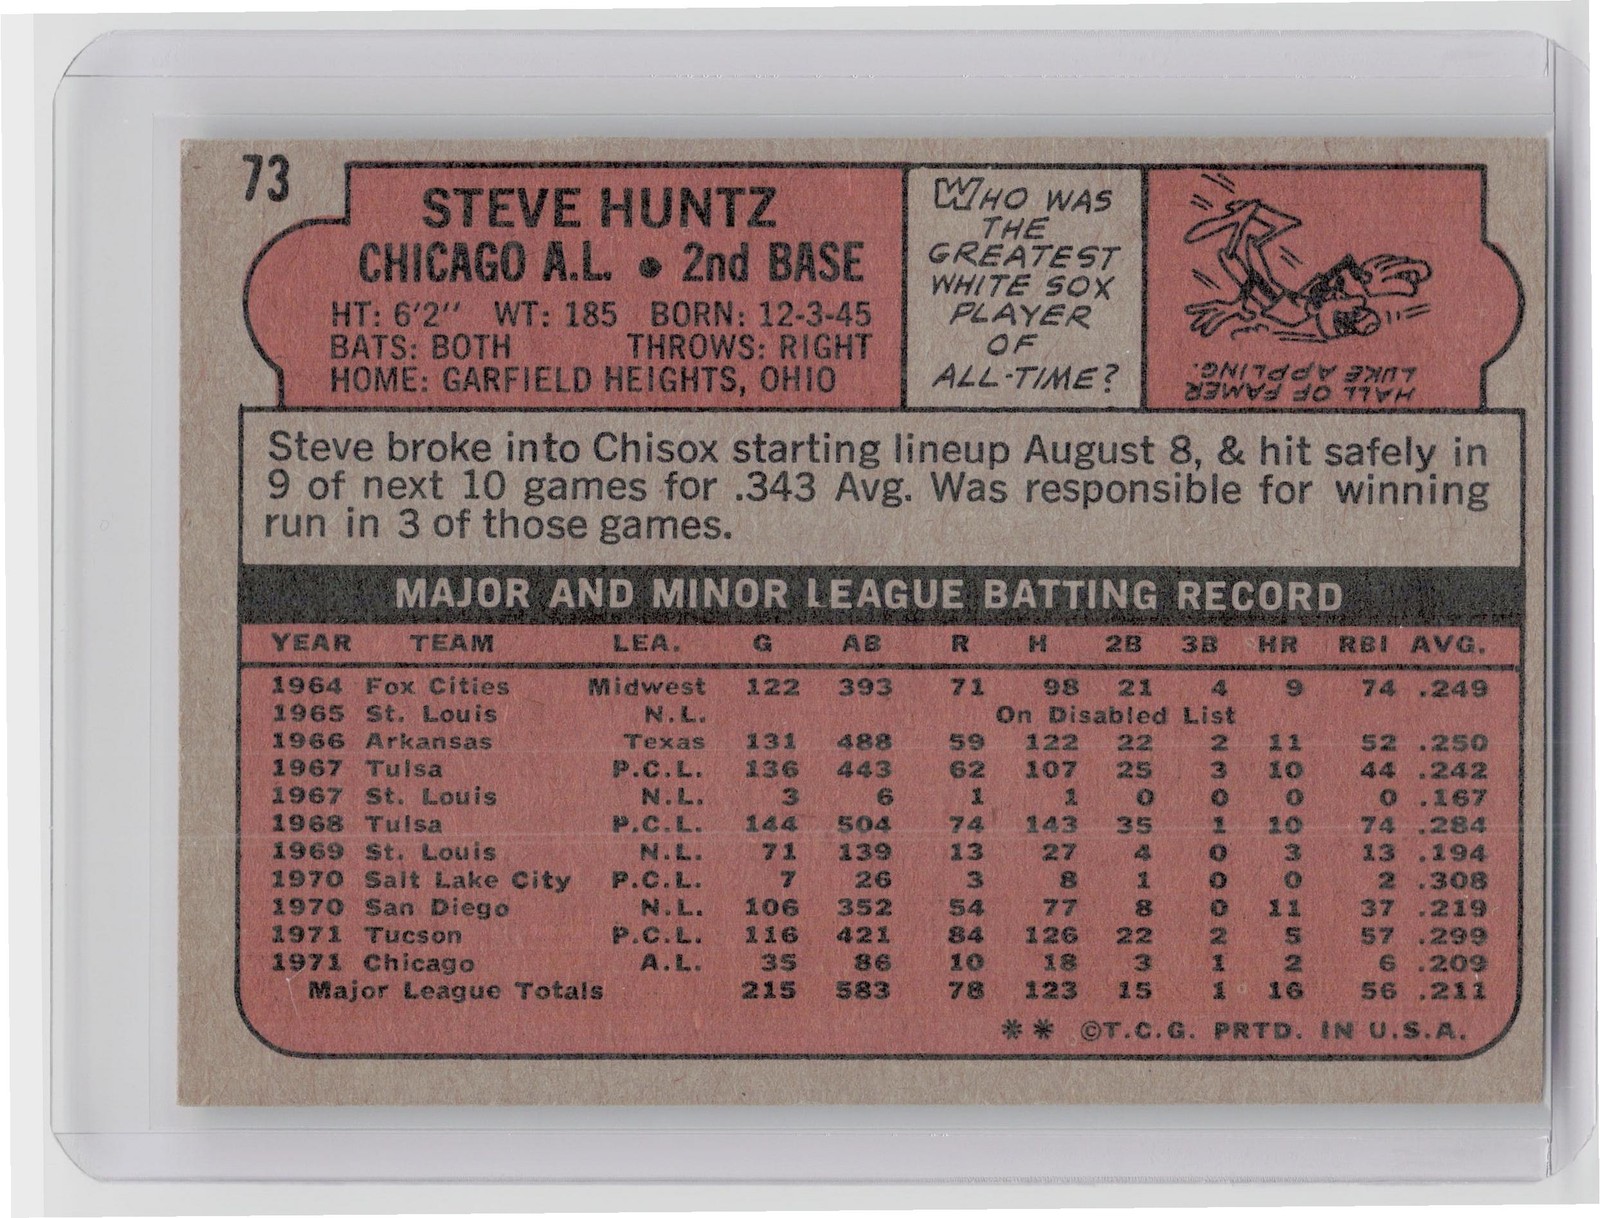 73
STEVE HUNTZ
CHICAGO A.L. • 2nd BASE
HT: 6'2" WT: 185 BORN: 12-3-45
BATS: BOTH THROWS: RIGHT
HOME: GARFIELD HEIGHTS, OHIO
WHO WAS
THE
GREATEST
WHITE SOX
PLAYER
OF
ALL-TIME?
HALL OF FAMER
LUKE APPLING.
Steve broke into Chisox starting lineup August 8, & hit safely in
9 of next 10 games for .343 Avg. Was responsible for winning
run in 3 of those games.
MAJOR AND MINOR LEAGUE BATTING RECORD
YEAR TEAM LEA. G AB R H 2B 3B HR RBI AVG.
1964 Fox Cities Midwest 122 393 71 98 21 4 9 74 .249
1965 St. Louis N.L. On Disabled List
1966 Arkansas Texas 131 488 59 122 22 2 11 52 .250
1967 Tulsa P.C.L. 136 443 62 107 25 3 10 44 .242
1967 St. Louis N.L. 3 6 1 1 0 0 0 0 .167
1968 Tulsa P.C.L. 144 504 74 143 35 1 10 74 .284
1969 St. Louis N.L. 71 139 13 27 4 0 3 13 .194
1970 Salt Lake City P.C.L. 7 26 3 8 1 0 0 2 .308
1970 San Diego N.L. 106 352 54 77 8 0 11 37 .219
1971 Tucson P.C.L. 116 421 84 126 22 2 5 57 .299
1971 Chicago A.L. 35 86 10 18 3 1 2 6 .209
Major League Totals 215 583 78 123 15 1 16 56 .211
** ©T.C.G. PRTD. IN U.S.A.